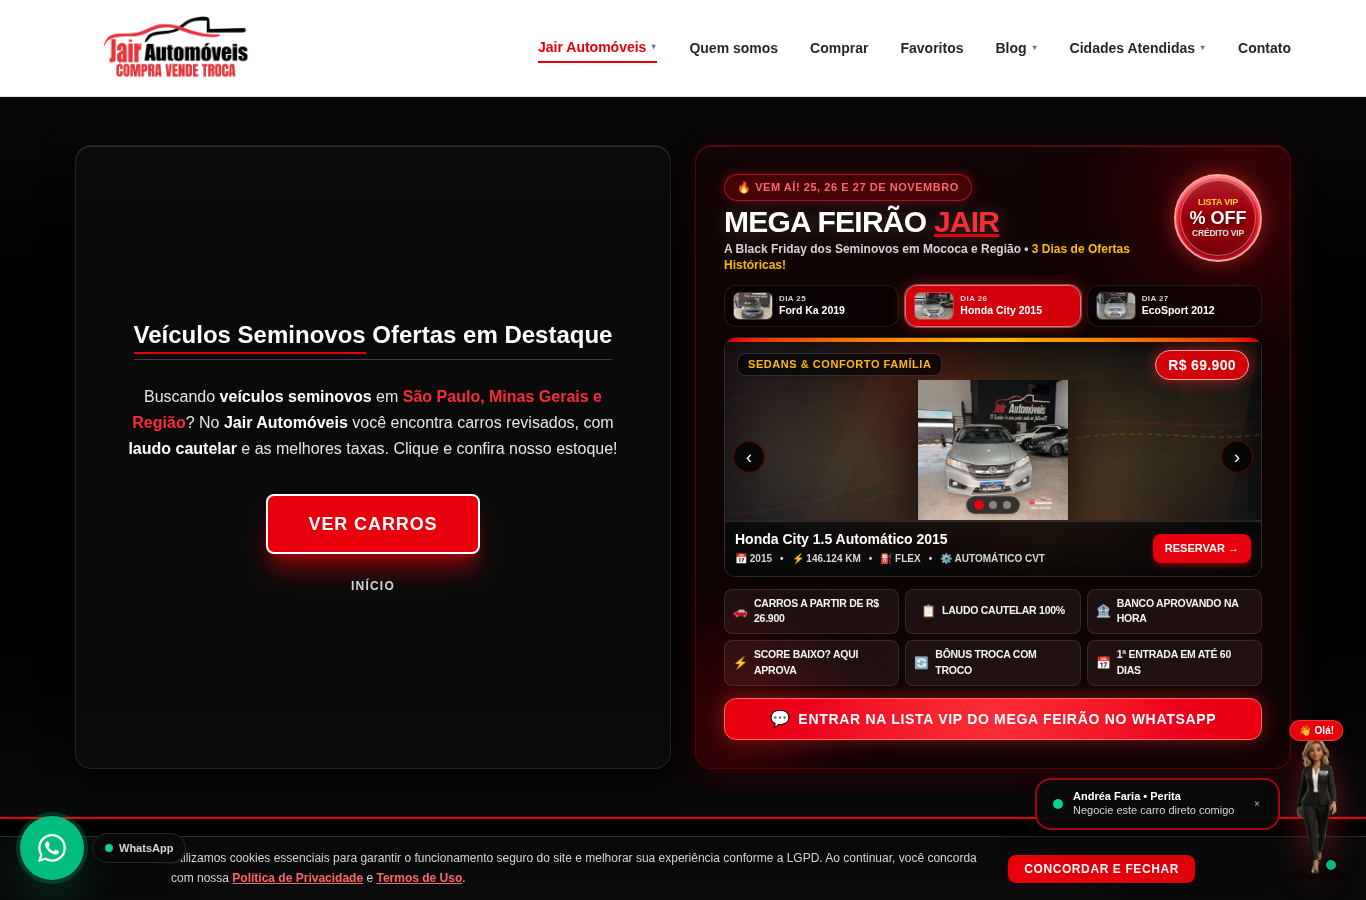 Jair Automóveis
COMPRA VENDE TROCA
Jair Automóveis ▾
Quem somos
Comprar
Favoritos
Blog ▾
Cidades Atendidas ▾
Contato
Veículos Seminovos Ofertas em Destaque
Buscando veículos seminovos em São Paulo, Minas Gerais e
Região? No Jair Automóveis você encontra carros revisados, com
laudo cautelar e as melhores taxas. Clique e confira nosso estoque!
VER CARROS
INÍCIO
🔥 VEM AÍ! 25, 26 E 27 DE NOVEMBRO
MEGA FEIRÃO JAIR
A Black Friday dos Seminovos em Mococa e Região • 3 Dias de Ofertas
Históricas!
LISTA VIP
% OFF
CRÉDITO VIP
DIA 25
Ford Ka 2019
DIA 26
Honda City 2015
DIA 27
EcoSport 2012
SEDANS & CONFORTO FAMÍLIA
R$ 69.900
Jair Automóveis
‹
›
Honda City 1.5 Automático 2015
📅 2015 • ⚡ 146.124 KM • ⛽ FLEX • ⚙️ AUTOMÁTICO CVT
RESERVAR →
🚗 CARROS A PARTIR DE R$
26.900
📋 LAUDO CAUTELAR 100%
🏦 BANCO APROVANDO NA
HORA
⚡ SCORE BAIXO? AQUI
APROVA
🔄 BÔNUS TROCA COM
TROCO
📅 1ª ENTRADA EM ATÉ 60
DIAS
💬 ENTRAR NA LISTA VIP DO MEGA FEIRÃO NO WHATSAPP
👋 Olá!
Andréa Faria • Perita
Negocie este carro direto comigo
×
WhatsApp
utilizamos cookies essenciais para garantir o funcionamento seguro do site e melhorar sua experiência conforme a LGPD. Ao continuar, você concorda
com nossa Política de Privacidade e Termos de Uso.
CONCORDAR E FECHAR